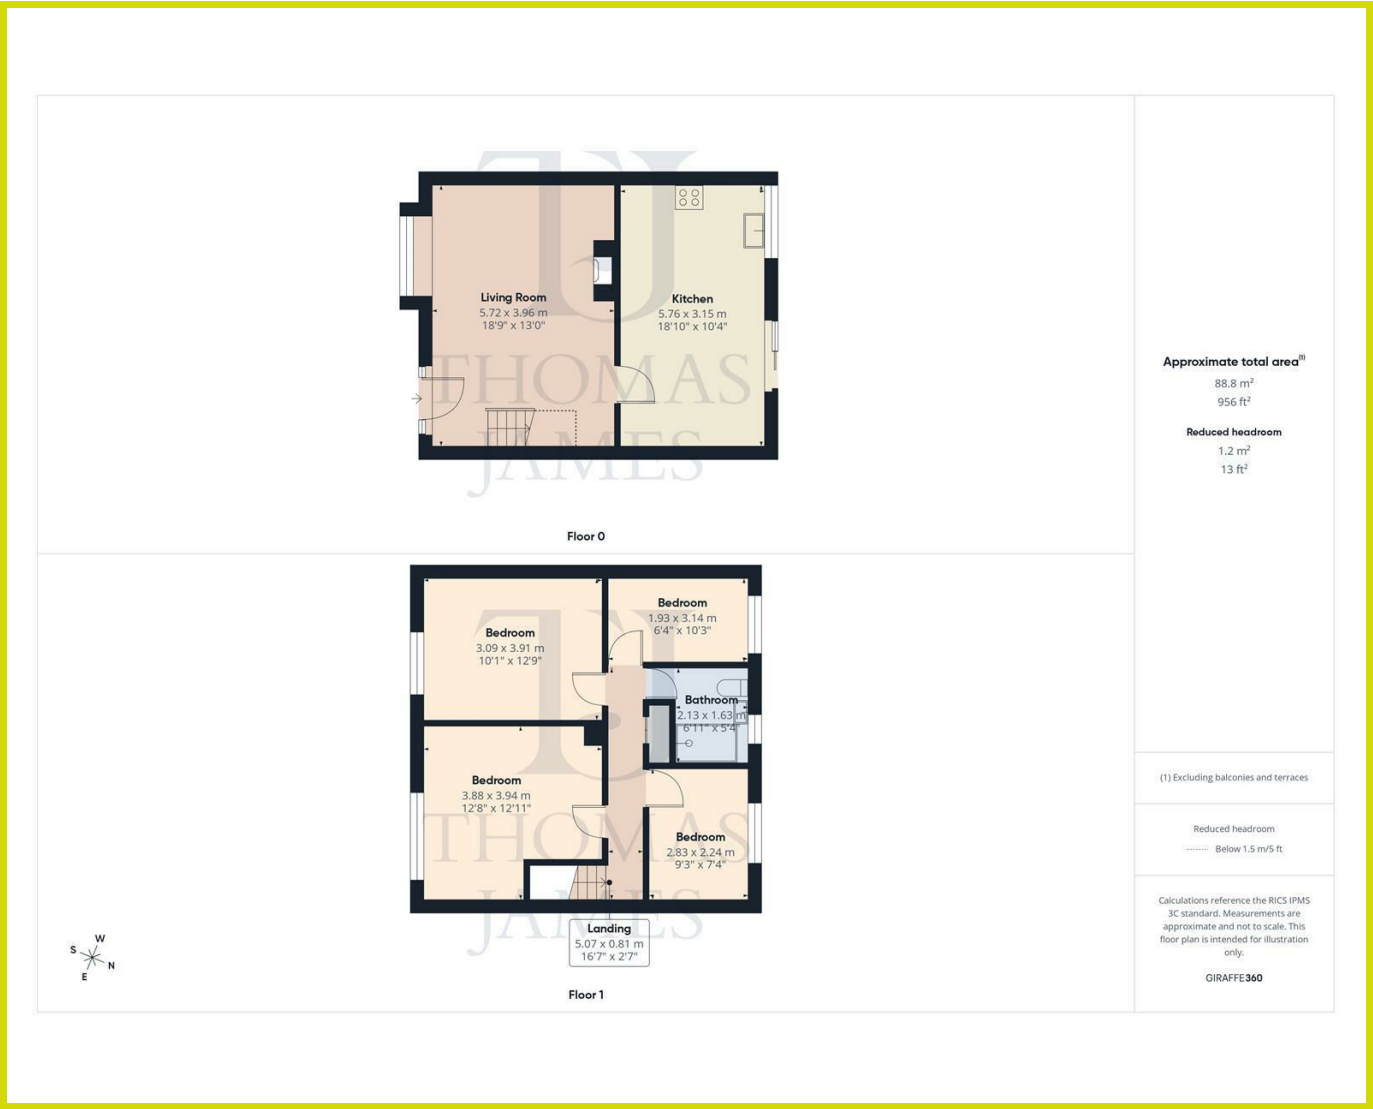 Living Room
5.72 x 3.96 m
18'9" x 13'0"
Kitchen
5.76 x 3.15 m
18'10" x 10'4"
THOMAS
JAMES
Floor 0
Bedroom
3.09 x 3.91 m
10'1" x 12'9"
Bedroom
1.93 x 3.14 m
6'4" x 10'3"
Bathroom
2.13 x 1.63 m
6'11" x 5'4"
Bedroom
3.88 x 3.94 m
12'8" x 12'11"
Bedroom
2.83 x 2.24 m
9'3" x 7'4"
THOMAS
JAMES
Landing
5.07 x 0.81 m
16'7" x 2'7"
Floor 1
W
S
N
E
Approximate total area(1)
88.8 m²
956 ft²
Reduced headroom
1.2 m²
13 ft²
(1) Excluding balconies and terraces
Reduced headroom
Below 1.5 m/5 ft
Calculations reference the RICS IPMS
3C standard. Measurements are
approximate and not to scale. This
floor plan is intended for illustration
only.
GIRAFFE360